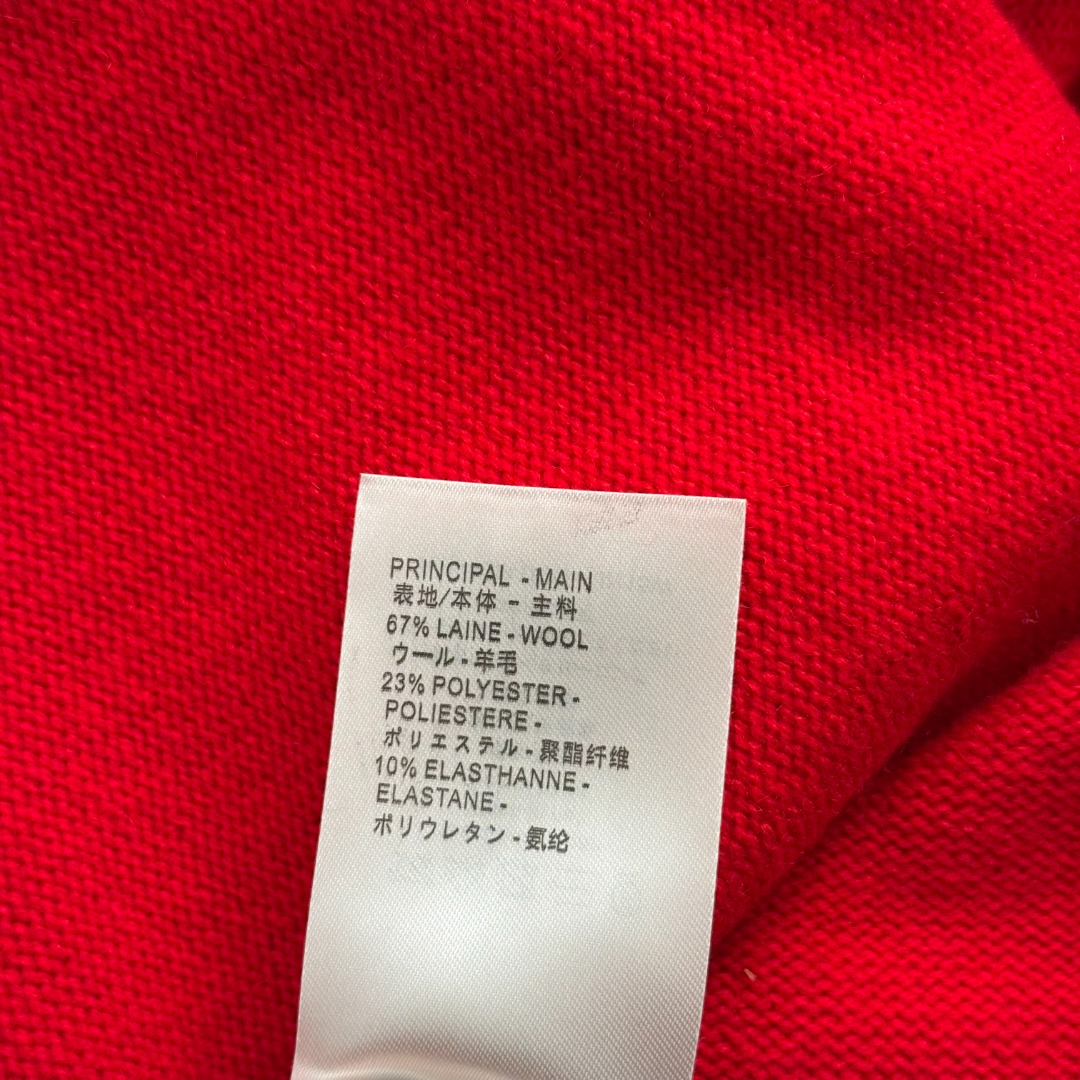 PRINCIPAL - MAIN
表地/本体 - 主料
67% LAINE - WOOL
ウール - 羊毛
23% POLYESTER -
POLIESTERE -
ポリエステル - 聚酯纤维
10% ELASTHANNE -
ELASTANE -
ポリウレタン - 氨纶